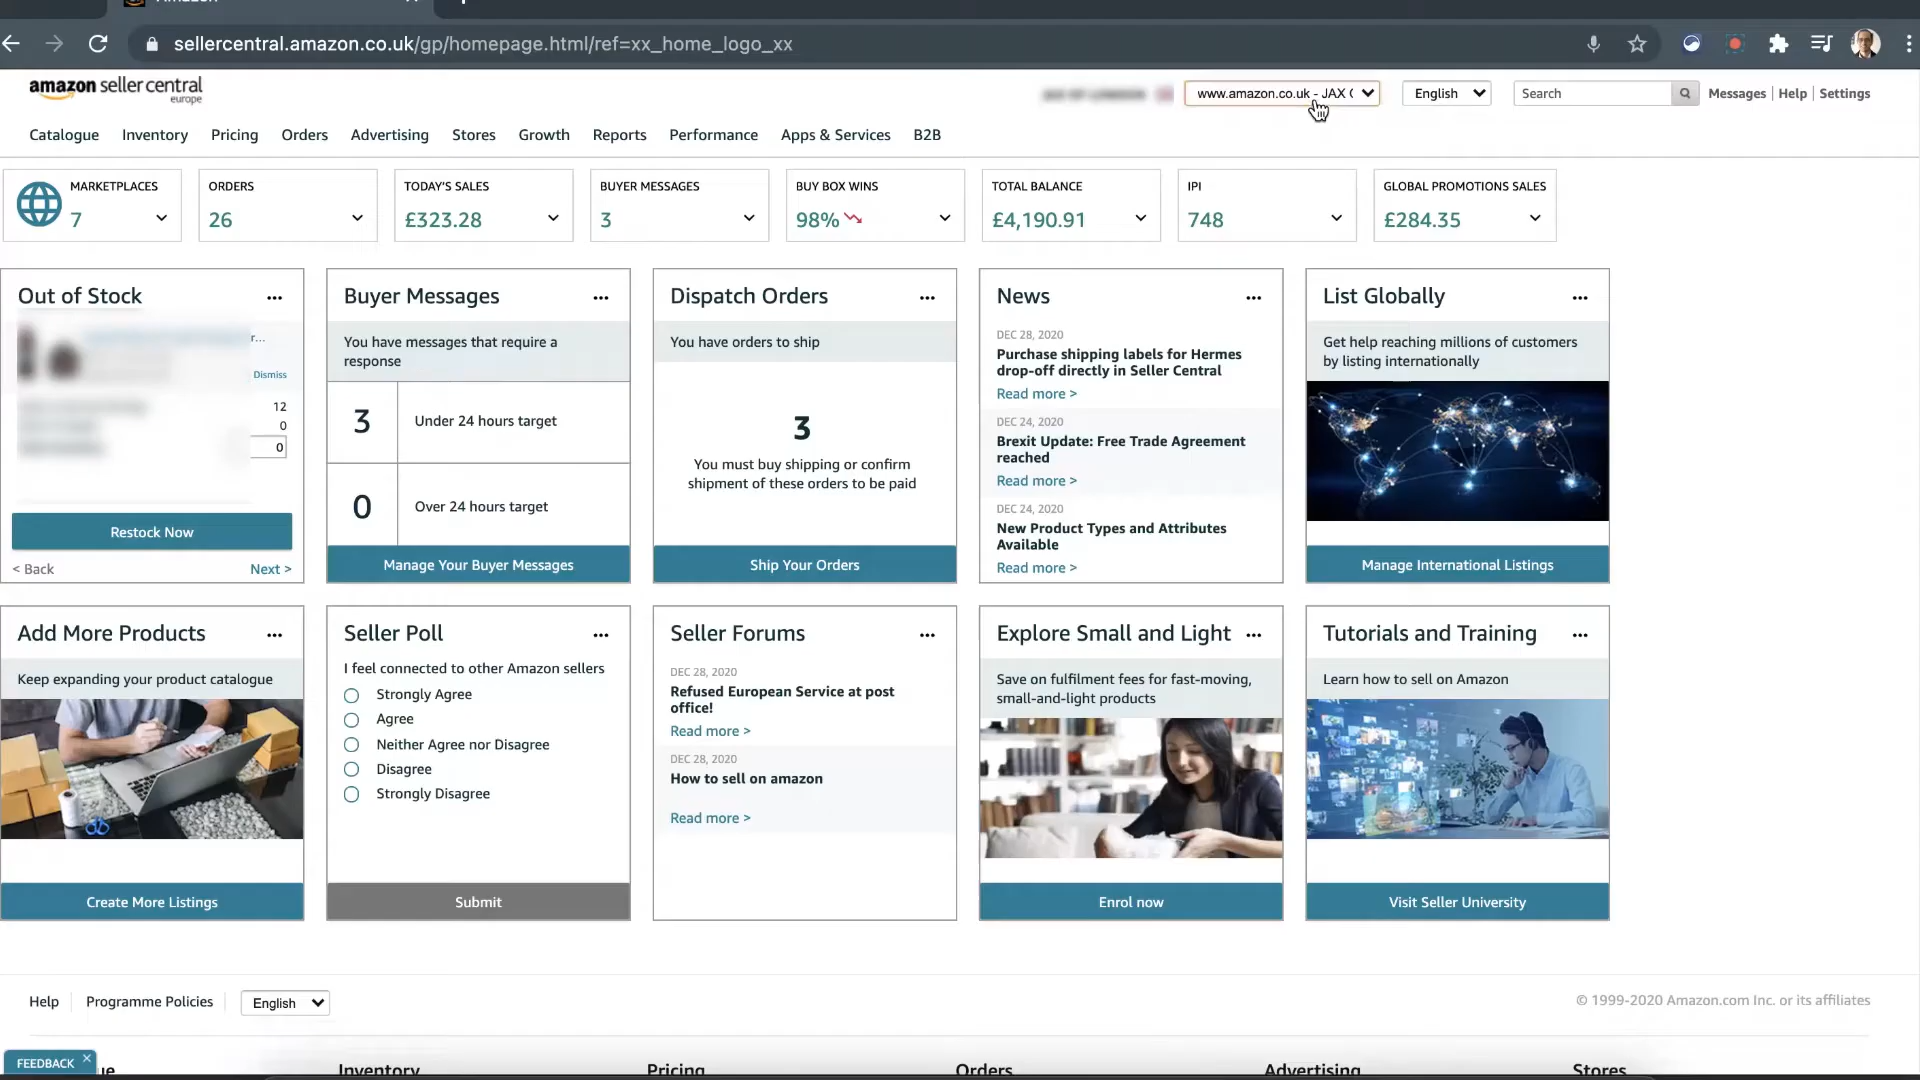 sellercentral.amazon.co.uk/gp/homepage.html/ref=xx_home_logo_xx
amazon seller central
europe
www.amazon.co.uk - JAX
English
Search
Messages
Help
Settings
Catalogue
Inventory
Pricing
Orders
Advertising
Stores
Growth
Reports
Performance
Apps & Services
B2B
MARKETPLACES
7
ORDERS
26
TODAY'S SALES
£323.28
BUYER MESSAGES
3
BUY BOX WINS
98%
TOTAL BALANCE
£4,190.91
IPI
748
GLOBAL PROMOTIONS SALES
£284.35
Out of Stock
r...
Dismiss
12
0
0
Restock Now
< Back
Next >
Buyer Messages
You have messages that require a
response
3
Under 24 hours target
0
Over 24 hours target
Manage Your Buyer Messages
Dispatch Orders
You have orders to ship
3
You must buy shipping or confirm
shipment of these orders to be paid
Ship Your Orders
News
DEC 28, 2020
Purchase shipping labels for Hermes
drop-off directly in Seller Central
Read more >
DEC 24, 2020
Brexit Update: Free Trade Agreement
reached
Read more >
DEC 24, 2020
New Product Types and Attributes
Available
Read more >
List Globally
Get help reaching millions of customers
by listing internationally
Manage International Listings
Add More Products
Keep expanding your product catalogue
Create More Listings
Seller Poll
I feel connected to other Amazon sellers
Strongly Agree
Agree
Neither Agree nor Disagree
Disagree
Strongly Disagree
Submit
Seller Forums
DEC 28, 2020
Refused European Service at post
office!
Read more >
DEC 28, 2020
How to sell on amazon
Read more >
Explore Small and Light
Save on fulfilment fees for fast-moving,
small-and-light products
Enrol now
Tutorials and Training
Learn how to sell on Amazon
Visit Seller University
Help
Programme Policies
English
© 1999-2020 Amazon.com Inc. or its affiliates
FEEDBACK
Inventory
Pricing
Orders
Advertising
Stores